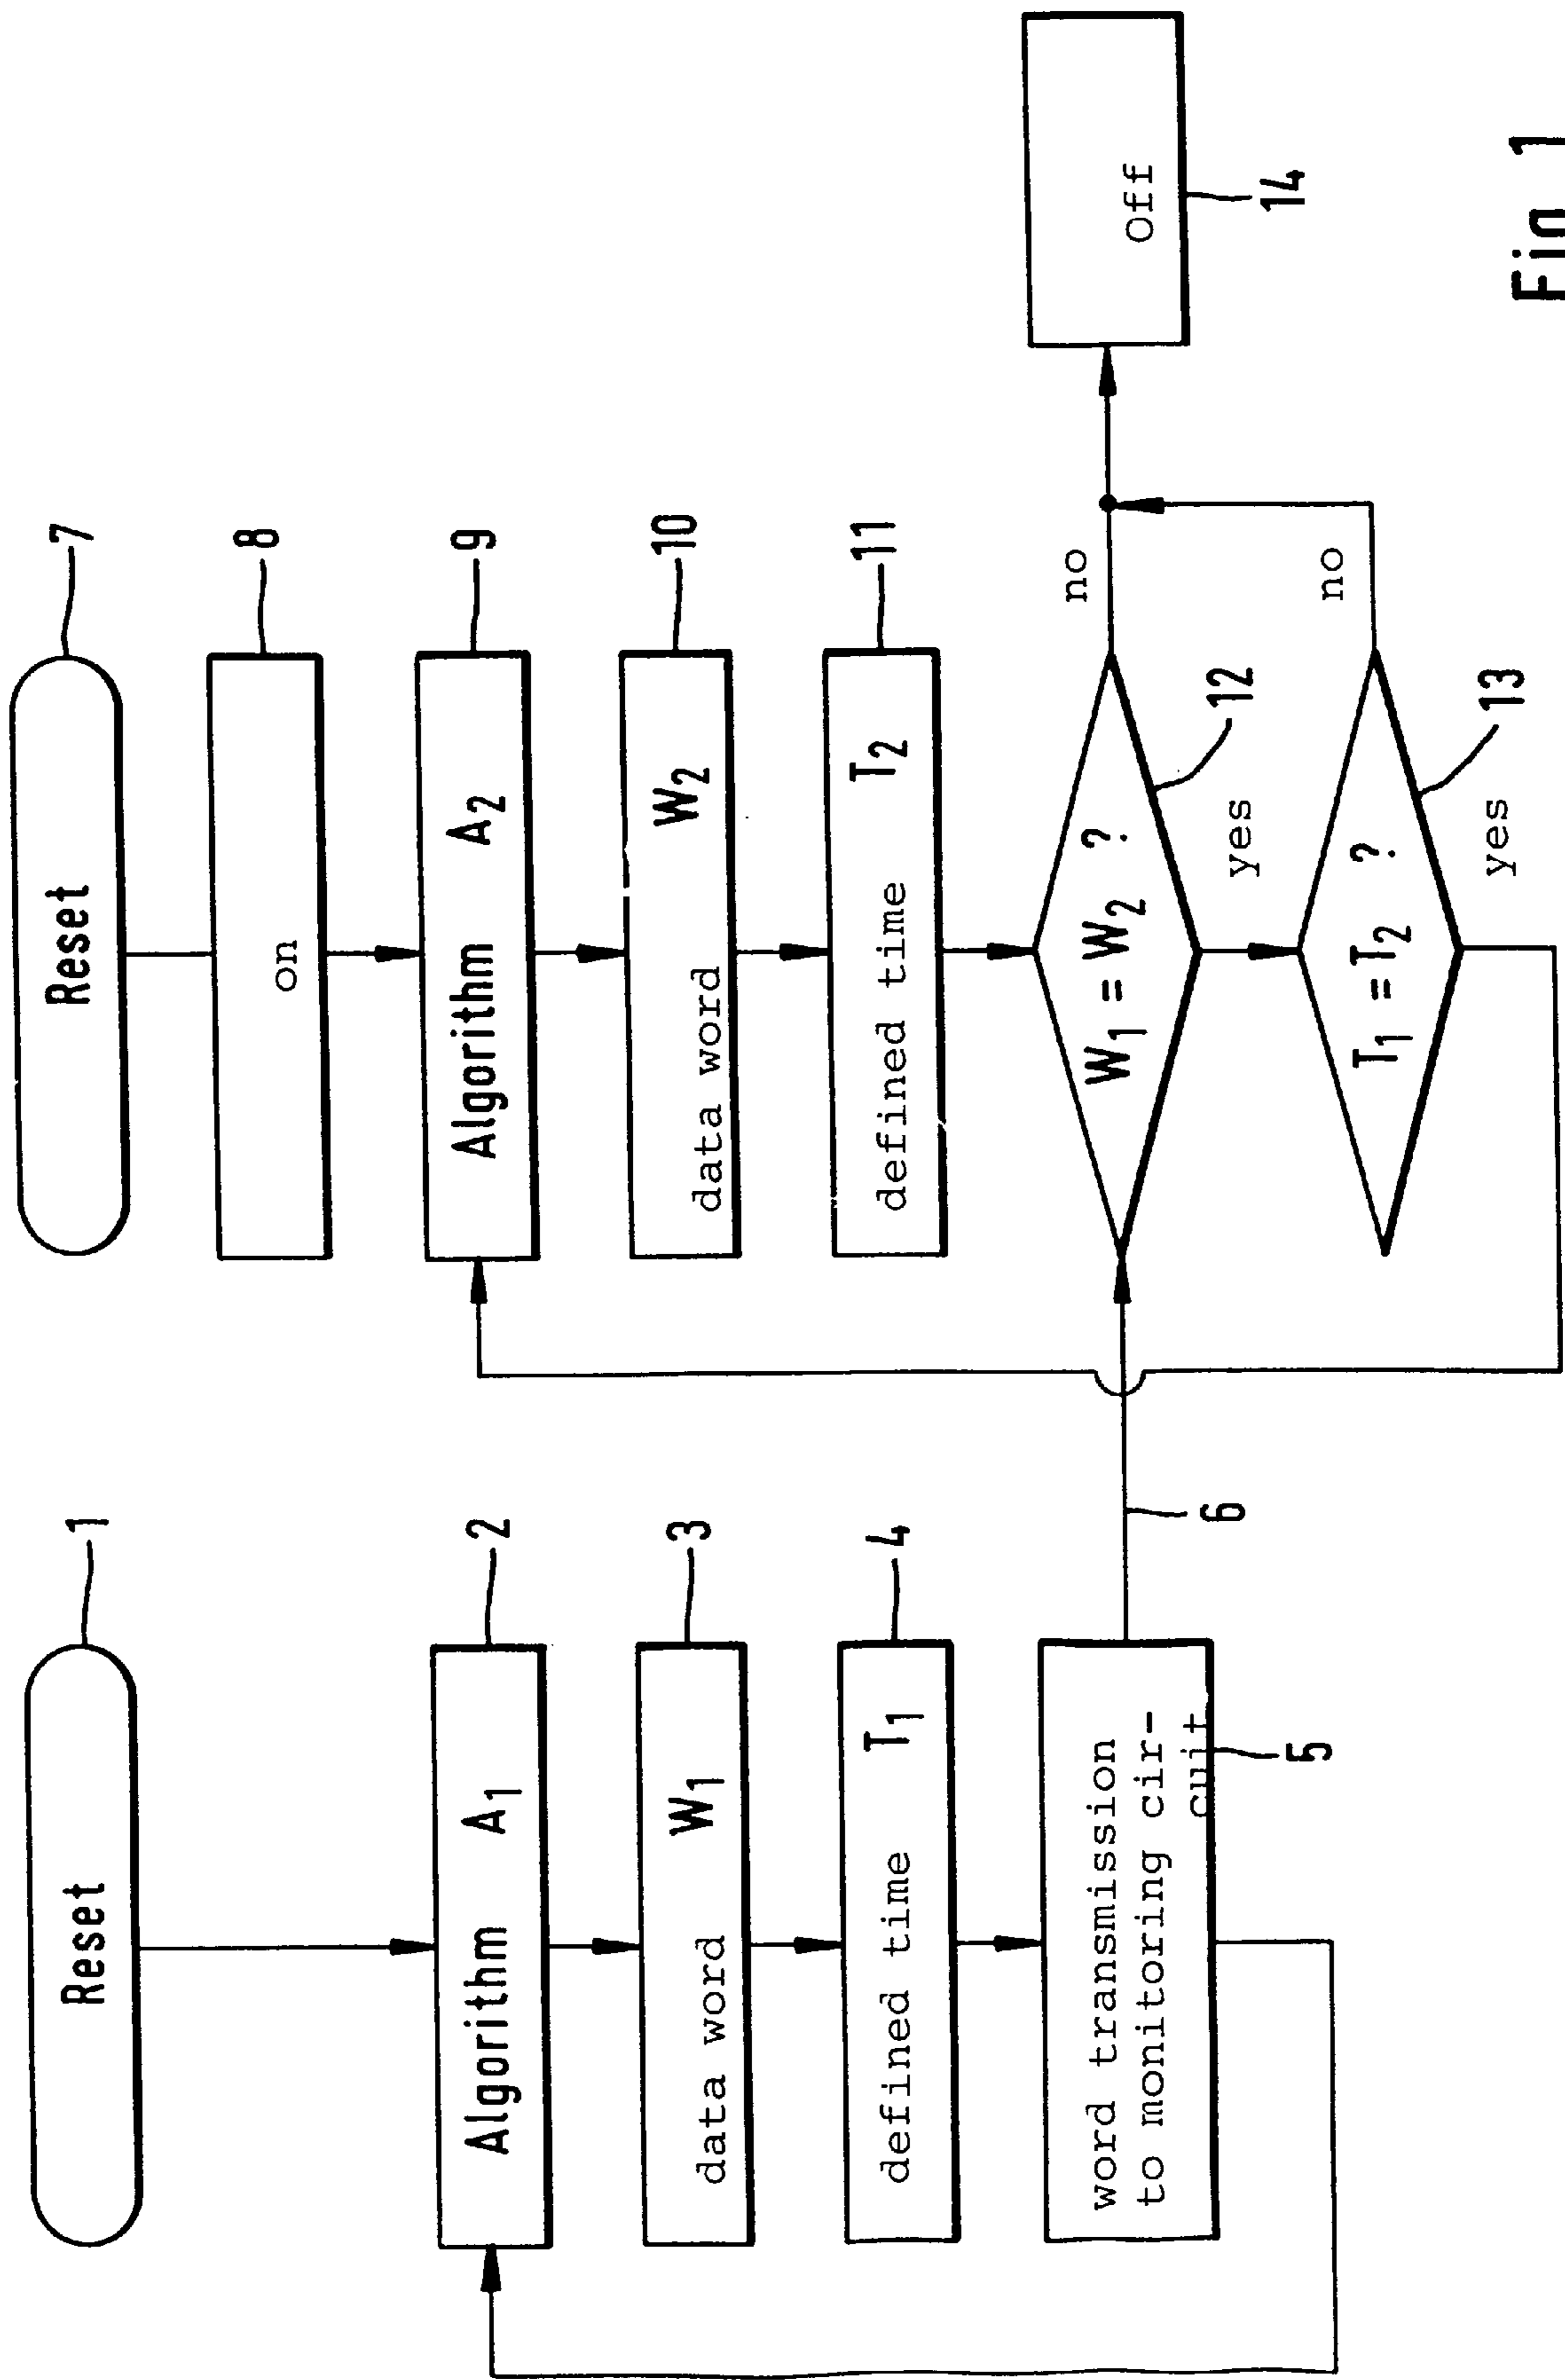 Reset
1
Algorithm A₁
2
data word W₁
3
defined time T₁
4
word transmission
to monitoring cir-
cuit
5
6
Reset
7
on
8
Algorithm A₂
9
data word W₂
10
defined time T₂
11
W₁ = W₂ ?
12
no
yes
T₁ = T₂ ?
13
no
yes
Off
14
Fig. 1